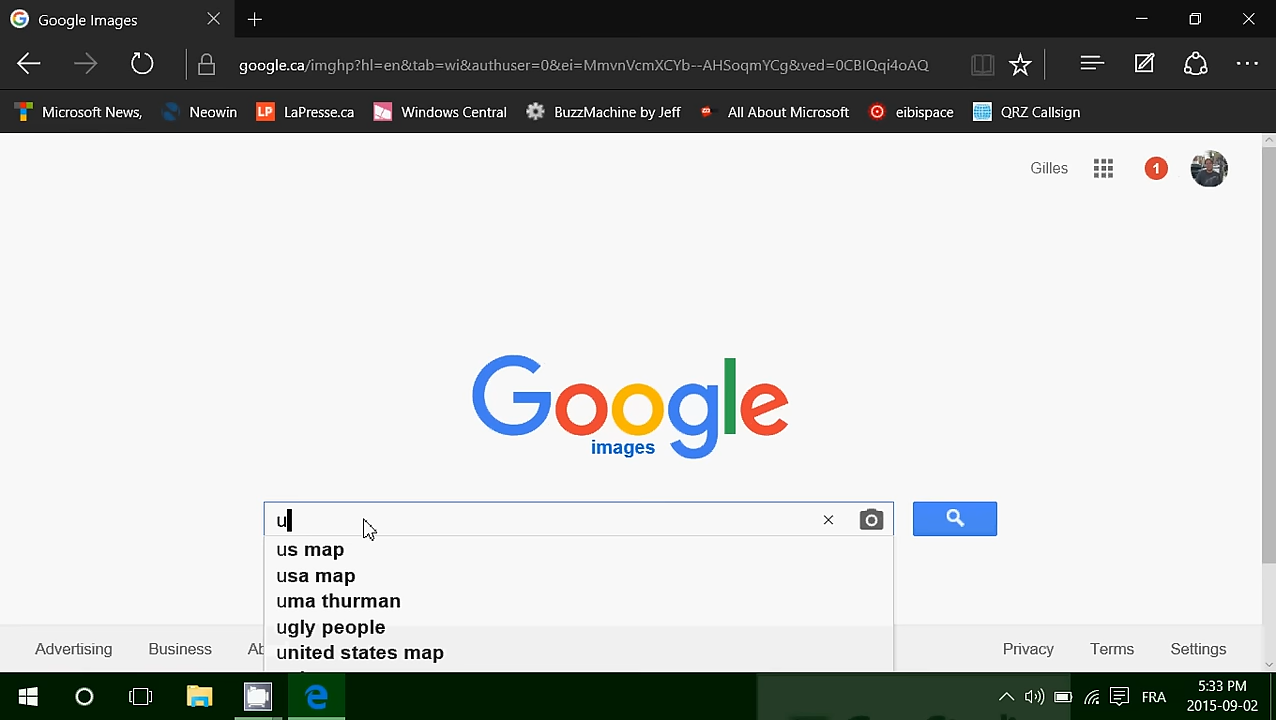 Google Images
google.ca/imghp?hl=en&tab=wi&authuser=0&ei=MmvnVcmXCYb--AHSoqmYCg&ved=0CBIQqi4oAQ
Microsoft News, Neowin LP LaPresse.ca Windows Central BuzzMachine by Jeff All About Microsoft eibispace QRZ Callsign
Gilles 1
Google
images
u
us map
usa map
uma thurman
ugly people
united states map
Advertising Business Privacy Terms Settings
FRA 5:33 PM
2015-09-02